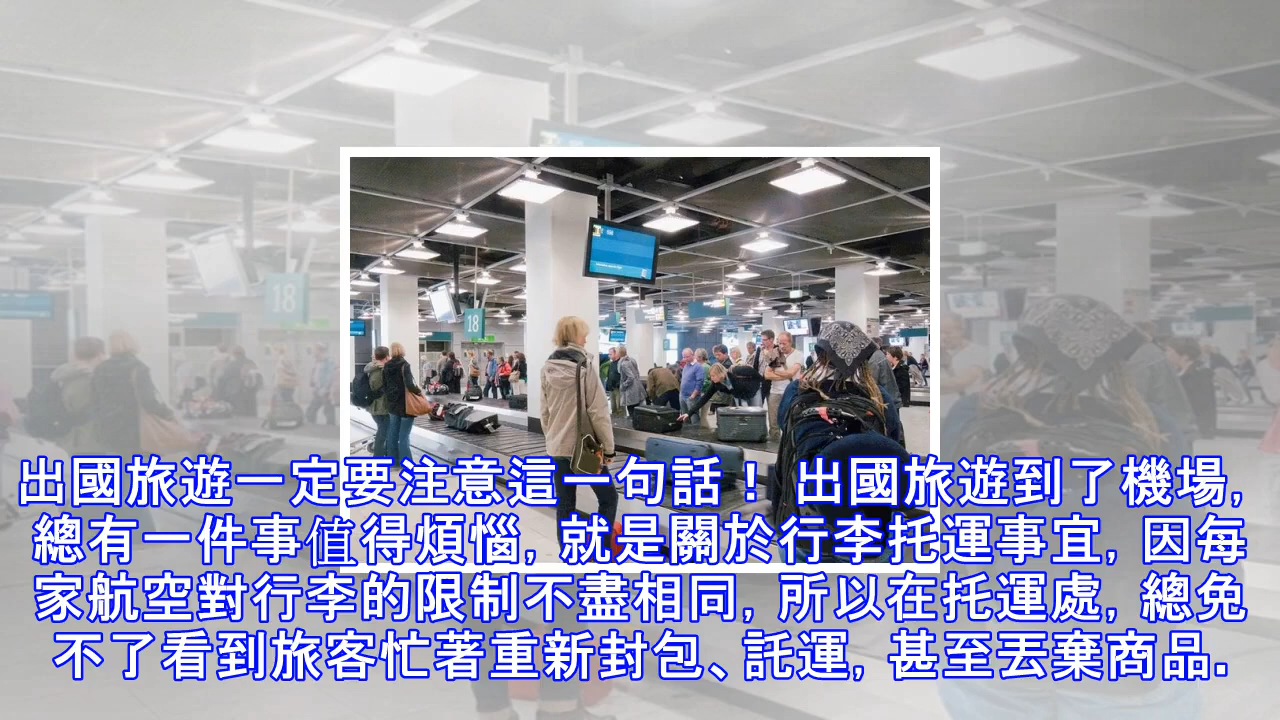 出國旅遊一定要注意這一句話！ 出國旅遊到了機場,
總有一件事值得煩惱, 就是關於行李托運事宜, 因每
家航空對行李的限制不盡相同, 所以在托運處, 總免
不了看到旅客忙著重新封包、託運, 甚至丟棄商品.
18
18